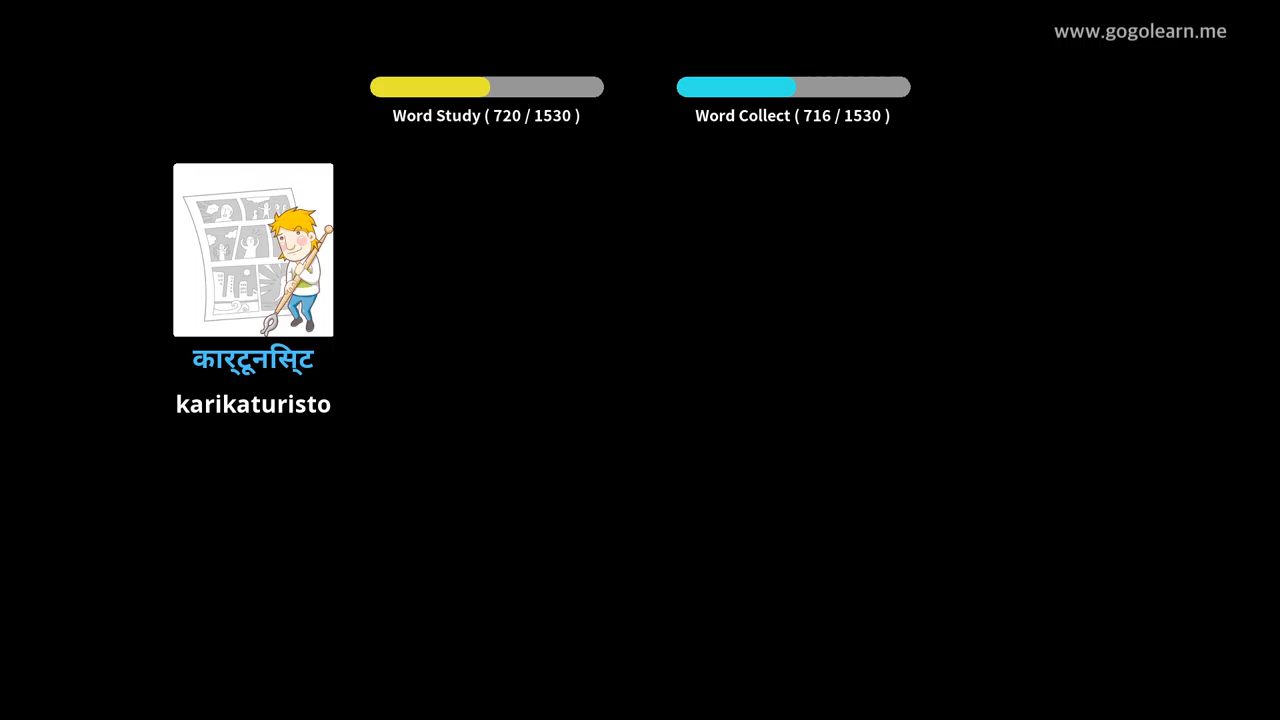 www.gogolearn.me
Word Study ( 720 / 1530 )
Word Collect ( 716 / 1530 )
कार्टूनस्टि
karikaturisto